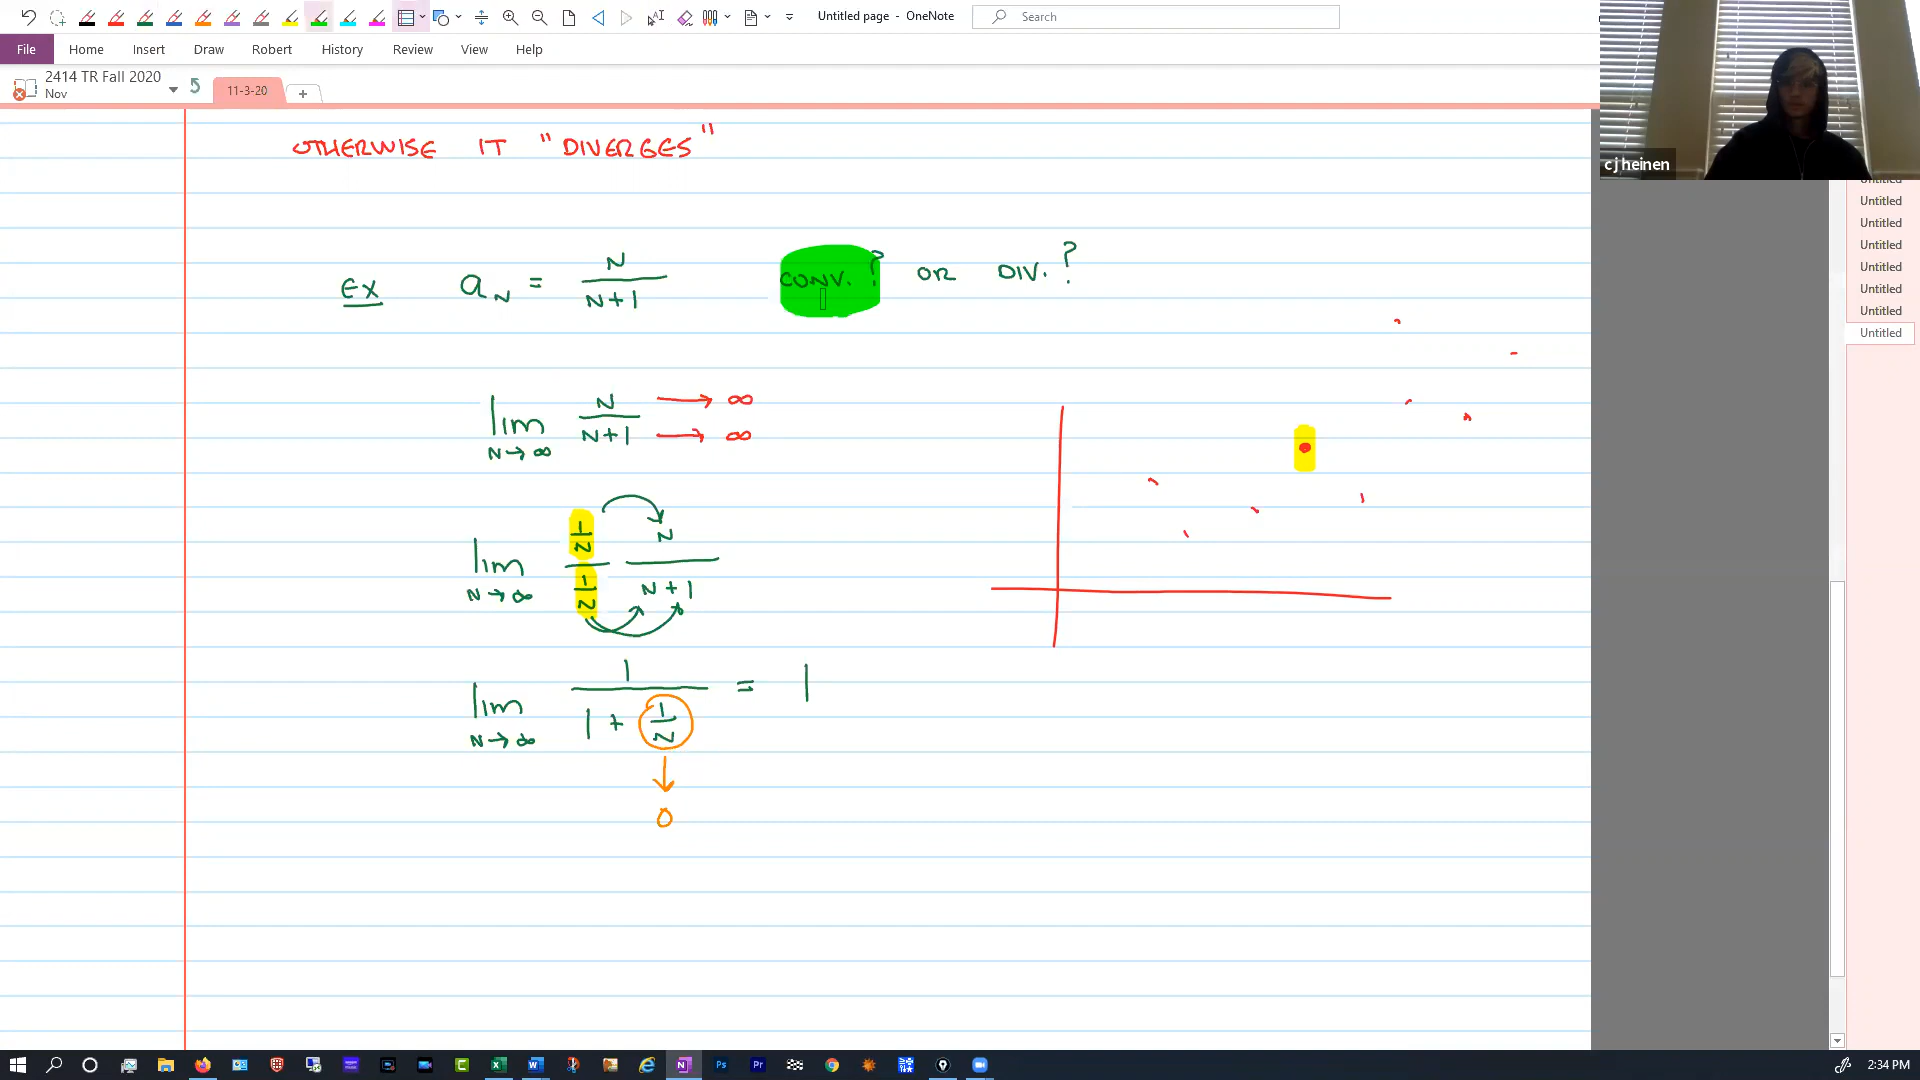 Untitled page - OneNote
Search
File Home Insert View Draw Robert History Review View Help
2414 TR Fall 2020
Nov
11-3-20
c j heinen
OTHERWISE IT "DIVERGES"
EX a_N = N/(N+1) CONV.? OR DIV.?
lim N→∞ N/(N+1) → ∞ → ∞
lim N→∞ (1/N)/(1/N) N/(N+1)
lim N→∞ 1/(1 + 1/N) = 1
↓
0
Untitled
Untitled
Untitled
Untitled
Untitled
Untitled
Untitled
2:34 PM